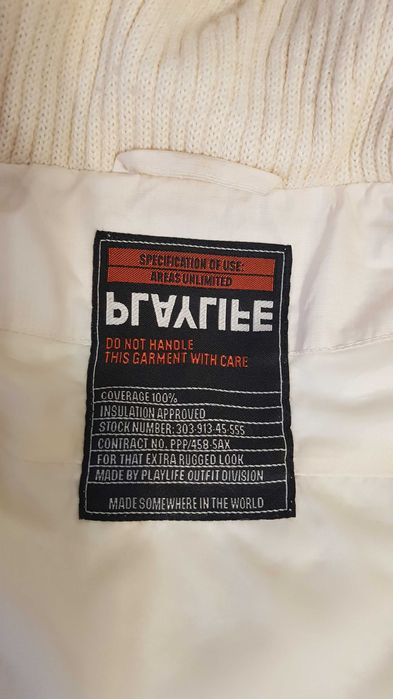 SPECIFICATION OF USE:
AREAS UNLIMITED
PLAYLIFE
DO NOT HANDLE
THIS GARMENT WITH CARE
COVERAGE 100%
INSULATION APPROVED
STOCK NUMBER: 303-913-45-555
CONTRACT NO. PPP/458-5AX
FOR THAT EXTRA RUGGED LOOK
MADE BY PLAYLIFE OUTFIT DIVISION
MADE SOMEWHERE IN THE WORLD